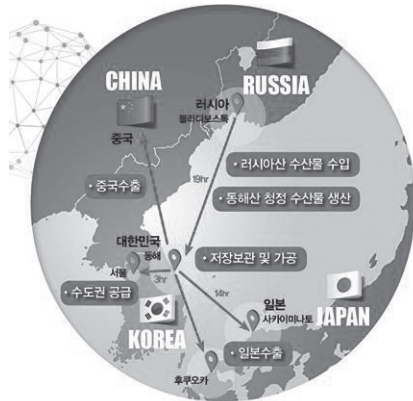 CHINA
RUSSIA
러시아
블라디보스톡
중국
19hr
• 러시아산 수산물 수입
• 동해산 청정 수산물 생산
• 중국수출
대한민국
동해
서울
3hr
• 저장보관 및 가공
• 수도권 공급
14hr
일본
사카이미나토
JAPAN
KOREA
• 일본수출
후쿠오카